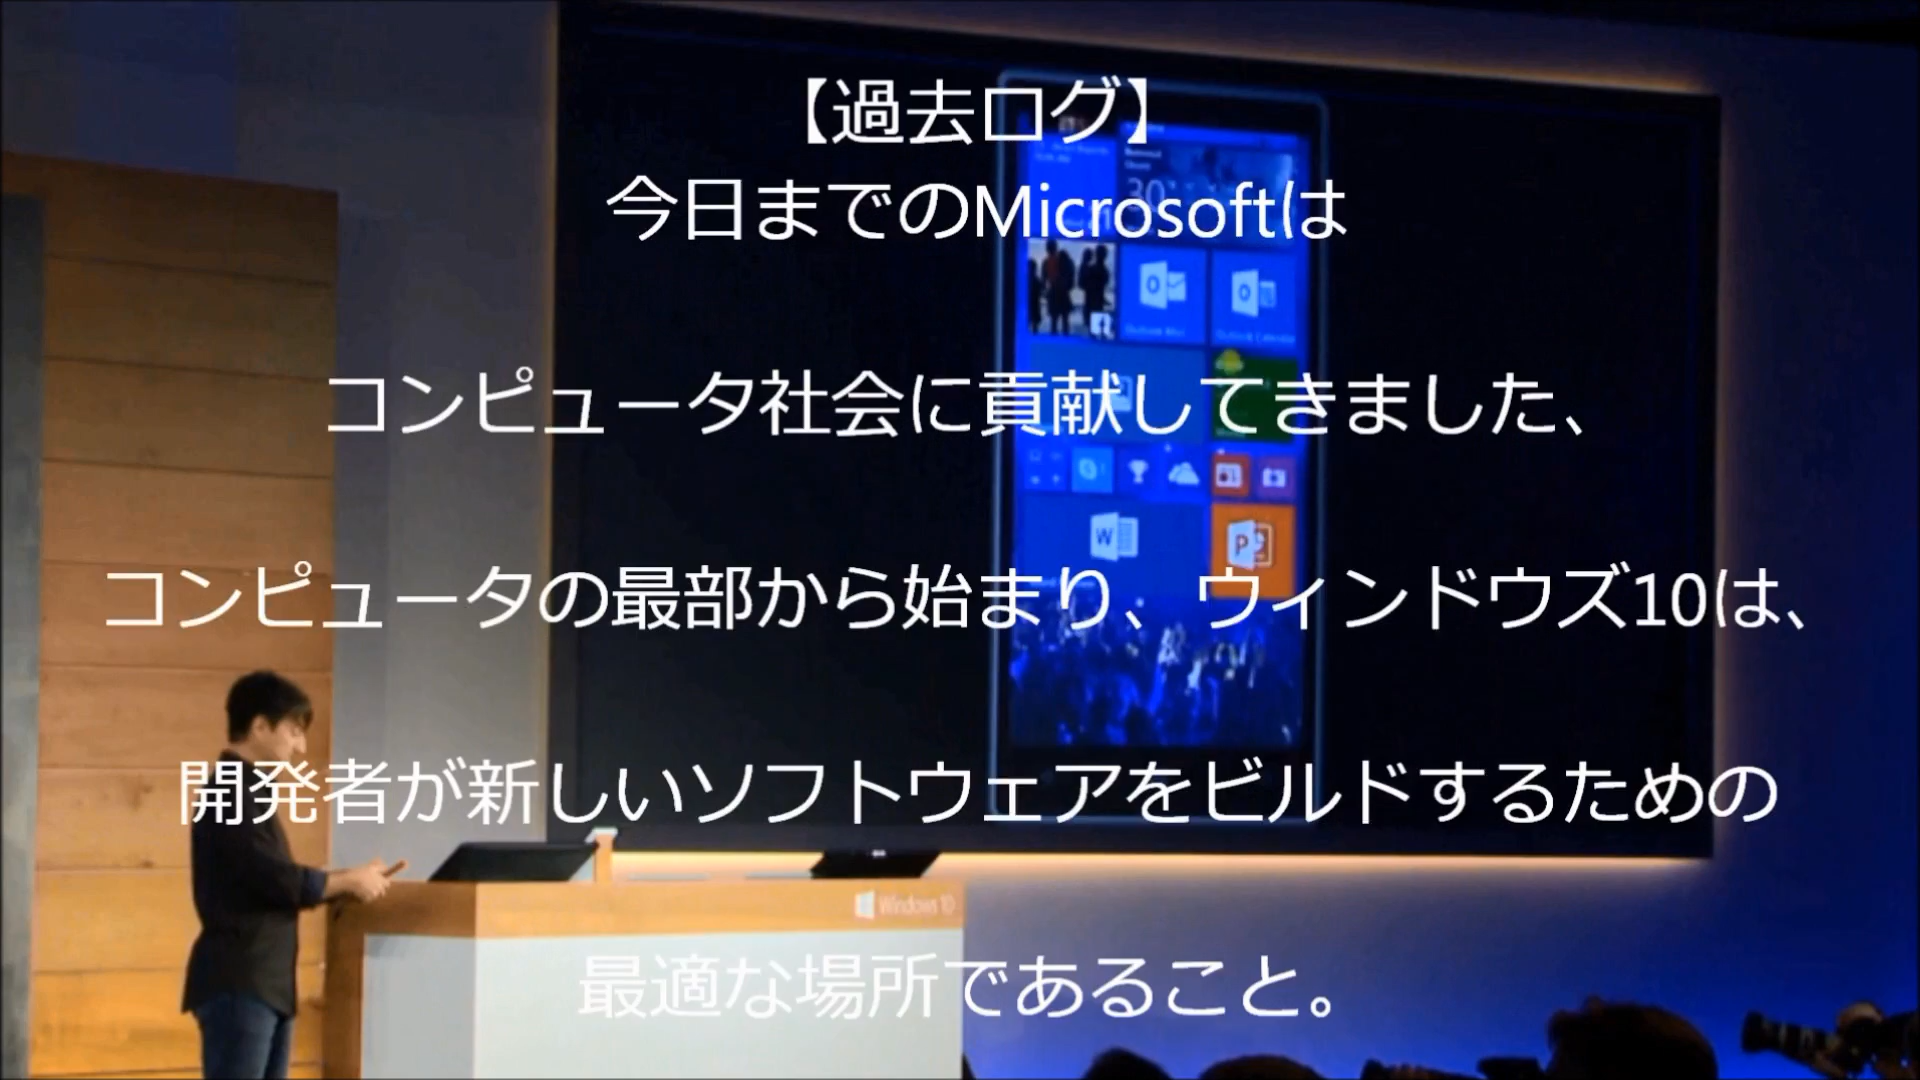 【過去ログ】
今日までのMicrosoftは
コンピュータ社会に貢献してきました、
コンピュータの最部から始まり、ウィンドウズ10は、
開発者が新しいソフトウェアをビルドするための
最適な場所であること。
30
Windows 10